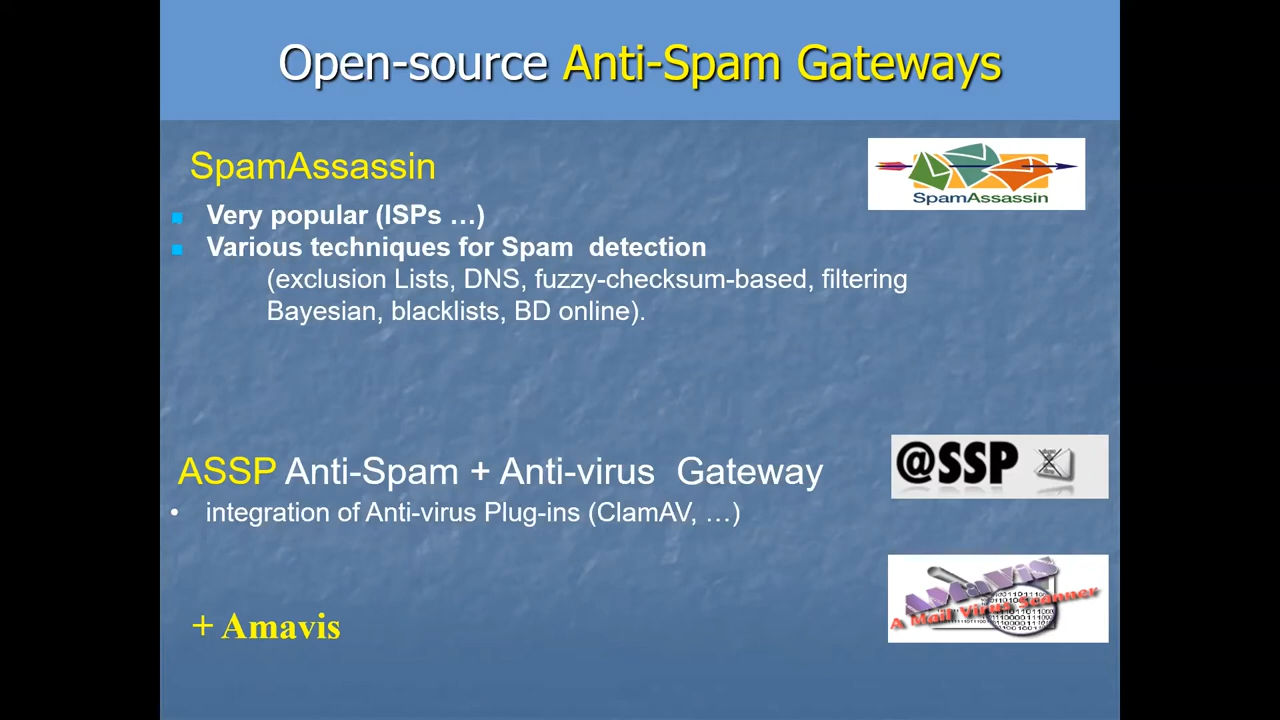 Open-source Anti-Spam Gateways
SpamAssassin
SpamAssassin
■ Very popular (ISPs …)
■ Various techniques for Spam detection
(exclusion Lists, DNS, fuzzy-checksum-based, filtering
Bayesian, blacklists, BD online).
ASSP Anti-Spam + Anti-virus Gateway
@SSP
• integration of Anti-virus Plug-ins (ClamAV, …)
AMaViS
A Mail Virus Scanner
+ Amavis